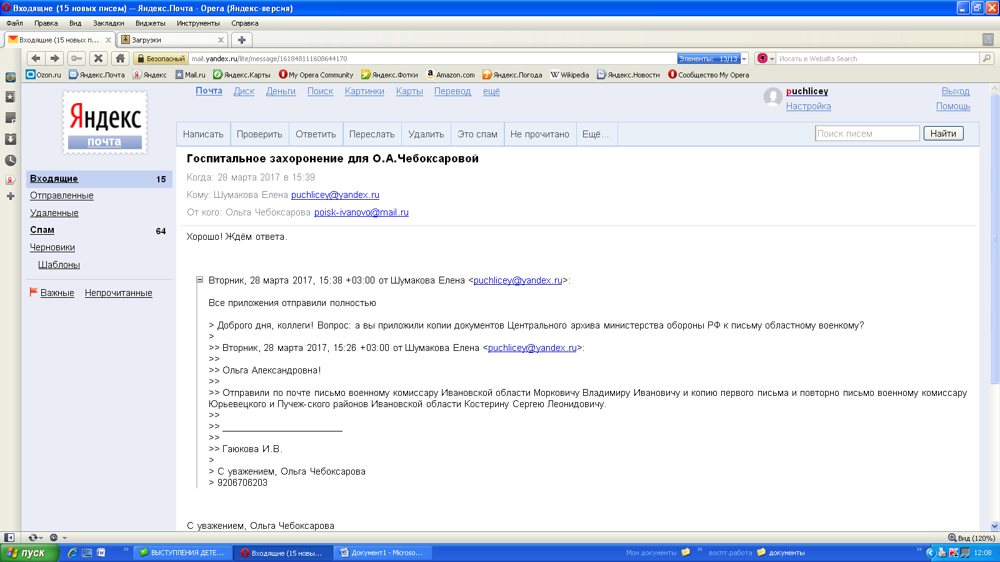 Входящие (15 новых писем) — Яндекс.Почта - Opera (Яндекс-версия)
Файл Правка Вид Закладки Виджеты Инструменты Справка
Входящие (15 новых п... Загрузки
Безопасный mail.yandex.ru/lite/message/161848111608644170 Элементы: 13/13 Искать в Webalta Search
Ozon.ru Яндекс.Почта Яндекс Mail.ru Яндекс.Карты My Opera Community Яндекс.Фотки Amazon.com Яндекс.Погода Wikipedia Яндекс.Новости Сообщество My Opera
Яндекс
почта
Почта Диск Деньги Поиск Картинки Карты Перевод ещё
puchlicey Выход
Настройка Помощь
Написать Проверить Ответить Переслать Удалить Это спам Не прочитано Ещё... Поиск писем Найти
Входящие 15
Отправленные
Удаленные
Спам 64
Черновики
Шаблоны
Важные Непрочитанные
Госпитальное захоронение для О.А.Чебоксаровой
Когда: 28 марта 2017 в 15:39
Кому: Шумакова Елена puchlicey@yandex.ru
От кого: Ольга Чебоксарова poisk-ivanovo@mail.ru
Хорошо! Ждём ответа.
Вторник, 28 марта 2017, 15:38 +03:00 от Шумакова Елена <puchlicey@yandex.ru>:
Все приложения отправили полностью
> Доброго дня, коллеги! Вопрос: а вы приложили копии документов Центрального архива министерства обороны РФ к письму областному военкому?
>
>> Вторник, 28 марта 2017, 15:26 +03:00 от Шумакова Елена <puchlicey@yandex.ru>:
>>
>> Ольга Александровна!
>>
>> Отправили по почте письмо военному комиссару Ивановской области Морковичу Владимиру Ивановичу и копию первого письма и повторно письмо военному комиссару
Юрьевецкого и Пучеж-ского районов Ивановской области Костерину Сергею Леонидовичу.
>>
>> ________________________
>>
>> Гаюкова И.В.
>
> С уважением, Ольга Чебоксарова
> 9206706203
С уважением, Ольга Чебоксарова
Вид (120%)
пуск ВЫСТУПЛЕНИЯ ДЕТЕ... Входящие (15 новы... Документ1 - Microso... Мои документы воспт.работа документы 12:08